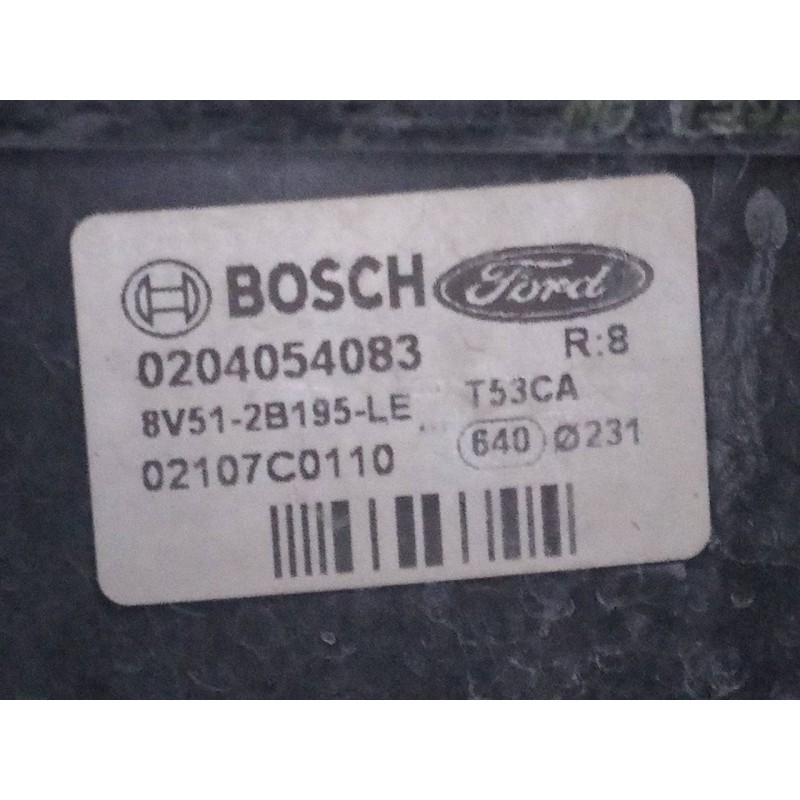 BOSCH Ford
0204054083 R:8
8V51-2B195-LE T53CA
02107C0110 640 Ø231